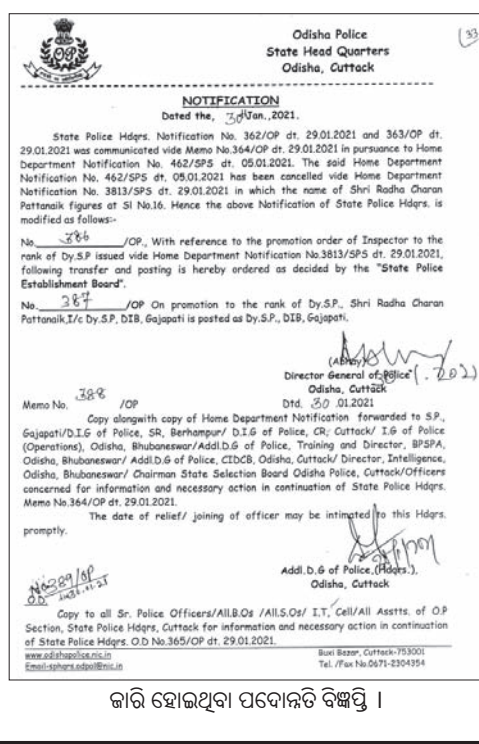 Odisha Police
State Head Quarters
Odisha, Cuttack
33
NOTIFICATION
Dated the, 30 Jan.,2021.
State Police Hdqrs. Notification No. 362/OP dt. 29.01.2021 and 363/OP dt.
29.01.2021 was communicated vide Memo No.364/OP dt. 29.01.2021 in pursuance to Home
Department Notification No. 462/SPS dt. 05.01.2021. The said Home Department
Notification No. 462/SPS dt. 05.01.2021 has been cancelled vide Home Department
Notification No. 3813/SPS dt. 29.01.2021 in which the name of Shri Radha Charan
Pattanaik figures at Sl No.16. Hence the above Notification of State Police Hdqrs. is
modified as follows:-
No. 386 /OP., With reference to the promotion order of Inspector to the
rank of Dy.S.P issued vide Home Department Notification No.3813/SPS dt. 29.01.2021,
following transfer and posting is hereby ordered as decided by the "State Police
Establishment Board".
No. 387 /OP On promotion to the rank of Dy.S.P., Shri Radha Charan
Pattanaik,I/c Dy.S.P, DIB, Gajapati is posted as Dy.S.P., DIB, Gajapati.
(Abhay)
Director General of Police
Odisha, Cuttack
Memo No. 388 /OP Dtd. 30 .01.2021
Copy alongwith copy of Home Department Notification forwarded to S.P.,
Gajapati/D.I.G of Police, SR, Berhampur/ D.I.G of Police, CR, Cuttack/ I.G of Police
(Operations), Odisha, Bhubaneswar/Addl.D.G of Police, Training and Director, BPSPA,
Odisha, Bhubaneswar/ Addl.D.G of Police, CIDCB, Odisha, Cuttack/ Director, Intelligence,
Odisha, Bhubaneswar/ Chairman State Selection Board Odisha Police, Cuttack/Officers
concerned for information and necessary action in continuation of State Police Hdqrs.
Memo No.364/OP dt. 29.01.2021.
The date of relief/ joining of officer may be intimated to this Hdqrs.
promptly.
Addl.D.G of Police,(Hdqrs.),
Odisha, Cuttack
No 389/OP
O.D
Copy to all Sr. Police Officers/All.B.Os /All.S.Os/ I.T, Cell/All Asstts. of O.P
Section, State Police Hdqrs, Cuttack for information and necessary action in continuation
of State Police Hdqrs. O.D No.365/OP dt. 29.01.2021.
www.odishapolice.nic.in Buxi Bazar, Cuttack-753001
Email-sphqrs.odpol@nic.in Tel. /Fax No.0671-2304354
ଜାରି ହୋଇଥିବା ପଦୋନ୍ନତି ବିଜ୍ଞପ୍ତି ।